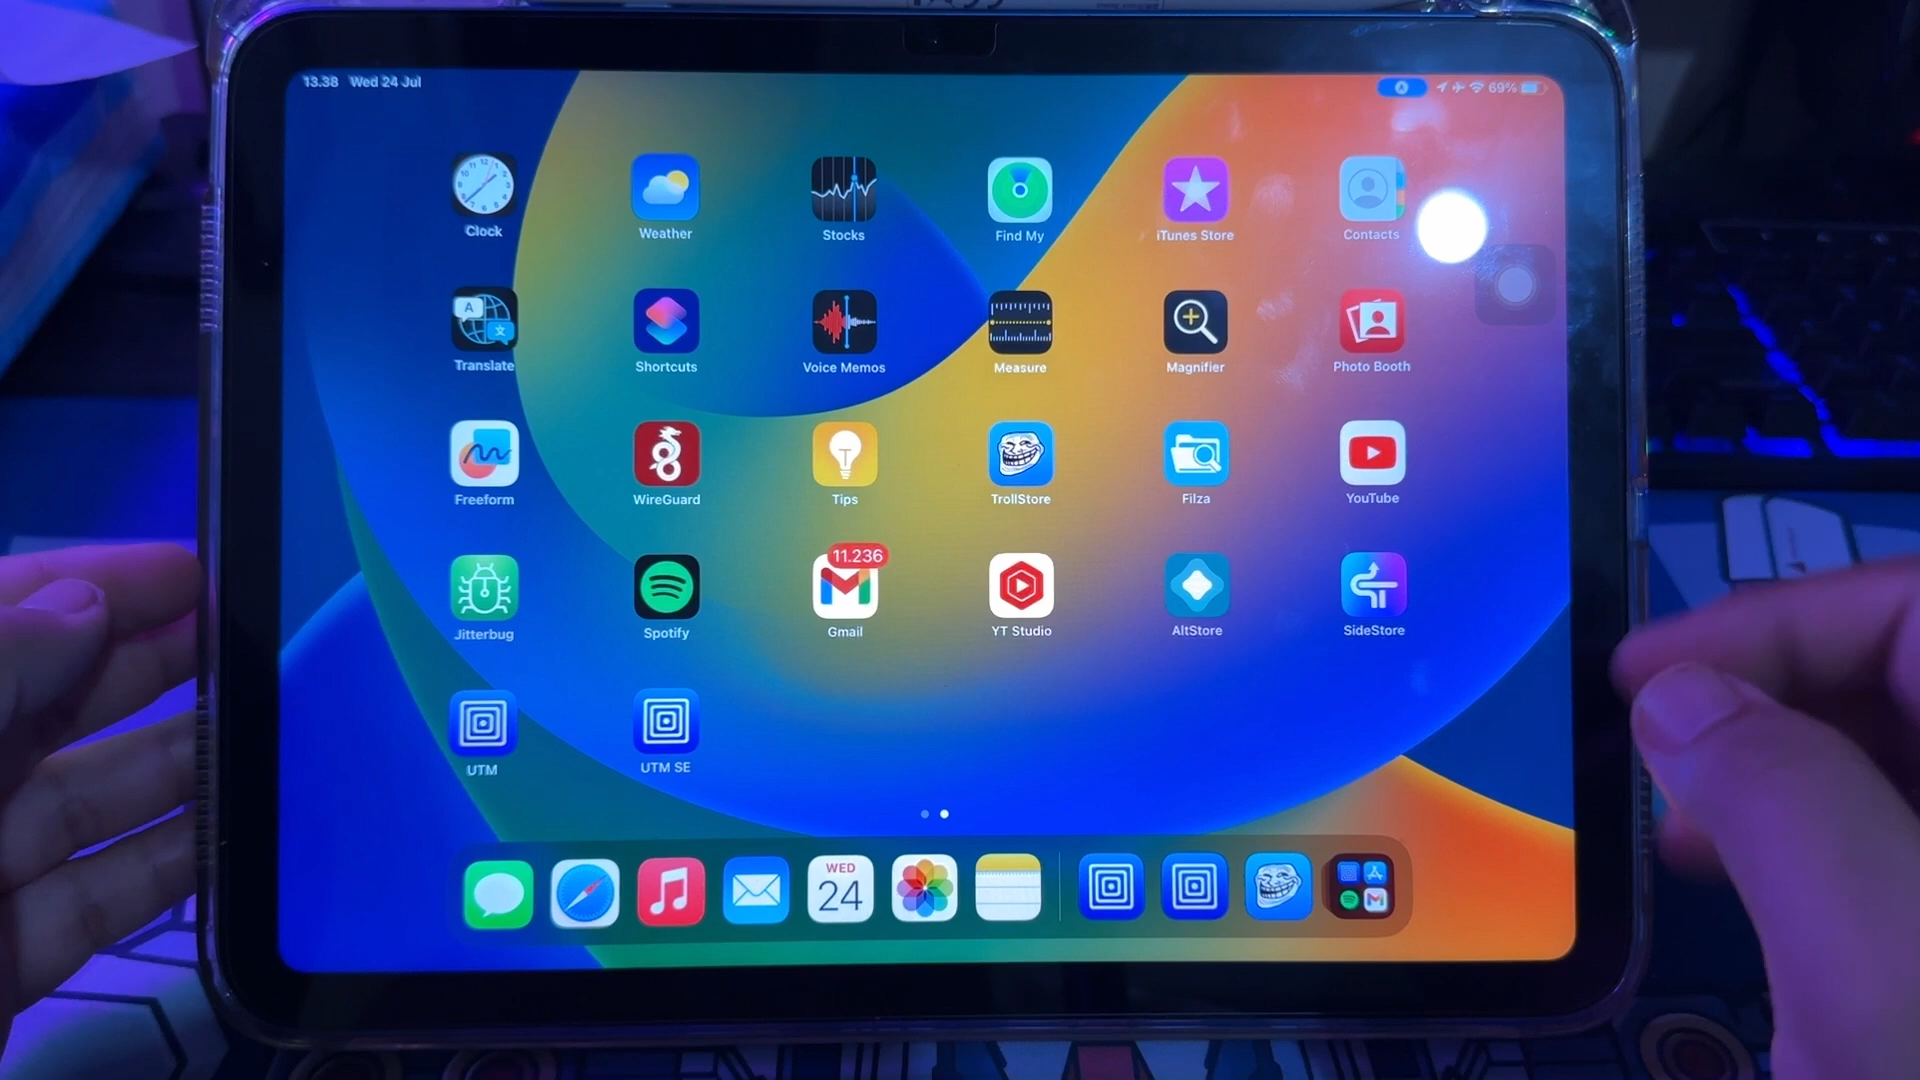 13.38 Wed 24 Jul
69%
Clock
Weather
Stocks
Find My
iTunes Store
Contacts
Translate
Shortcuts
Voice Memos
Measure
Magnifier
Photo Booth
Freeform
WireGuard
Tips
TrollStore
Filza
YouTube
11.236
Jitterbug
Spotify
Gmail
YT Studio
AltStore
SideStore
UTM
UTM SE
WED
24